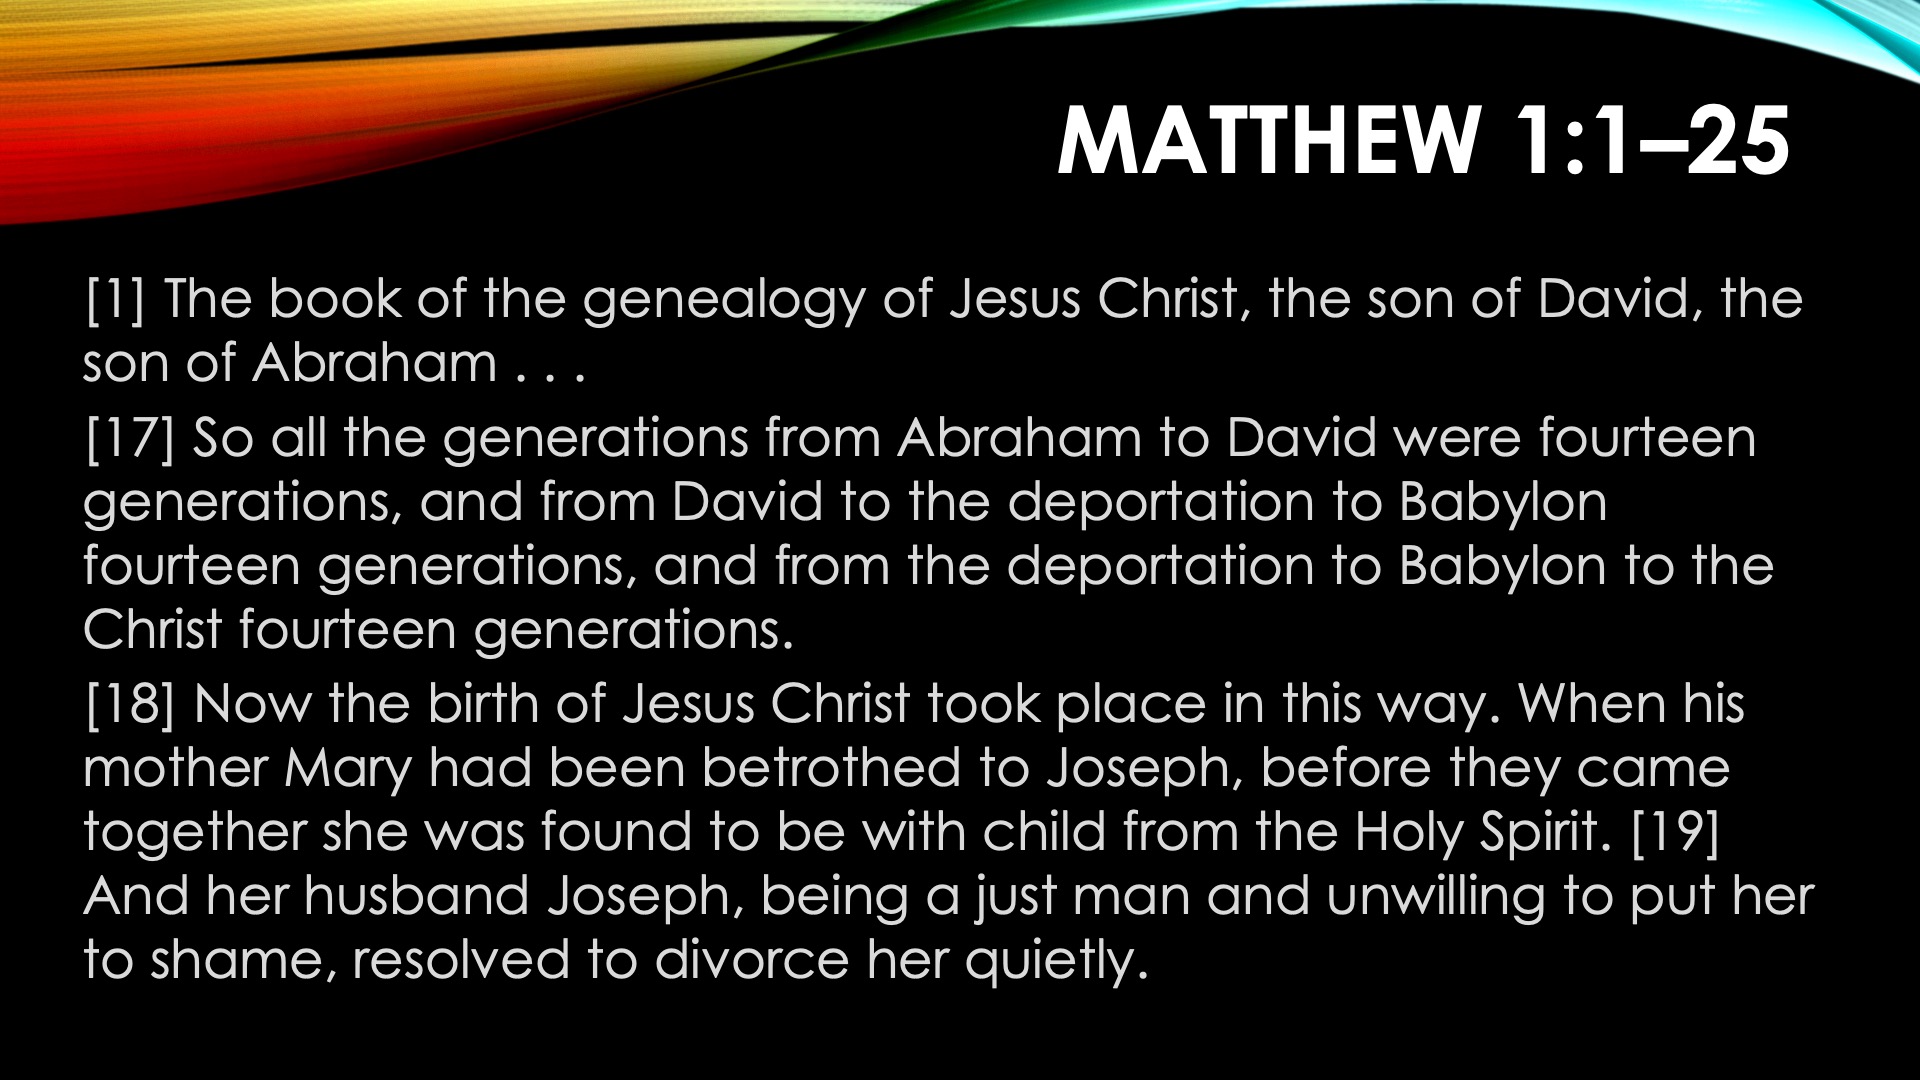 MATTHEW 1:1–25
[1] The book of the genealogy of Jesus Christ, the son of David, the
son of Abraham . . .
[17] So all the generations from Abraham to David were fourteen
generations, and from David to the deportation to Babylon
fourteen generations, and from the deportation to Babylon to the
Christ fourteen generations.
[18] Now the birth of Jesus Christ took place in this way. When his
mother Mary had been betrothed to Joseph, before they came
together she was found to be with child from the Holy Spirit. [19]
And her husband Joseph, being a just man and unwilling to put her
to shame, resolved to divorce her quietly.